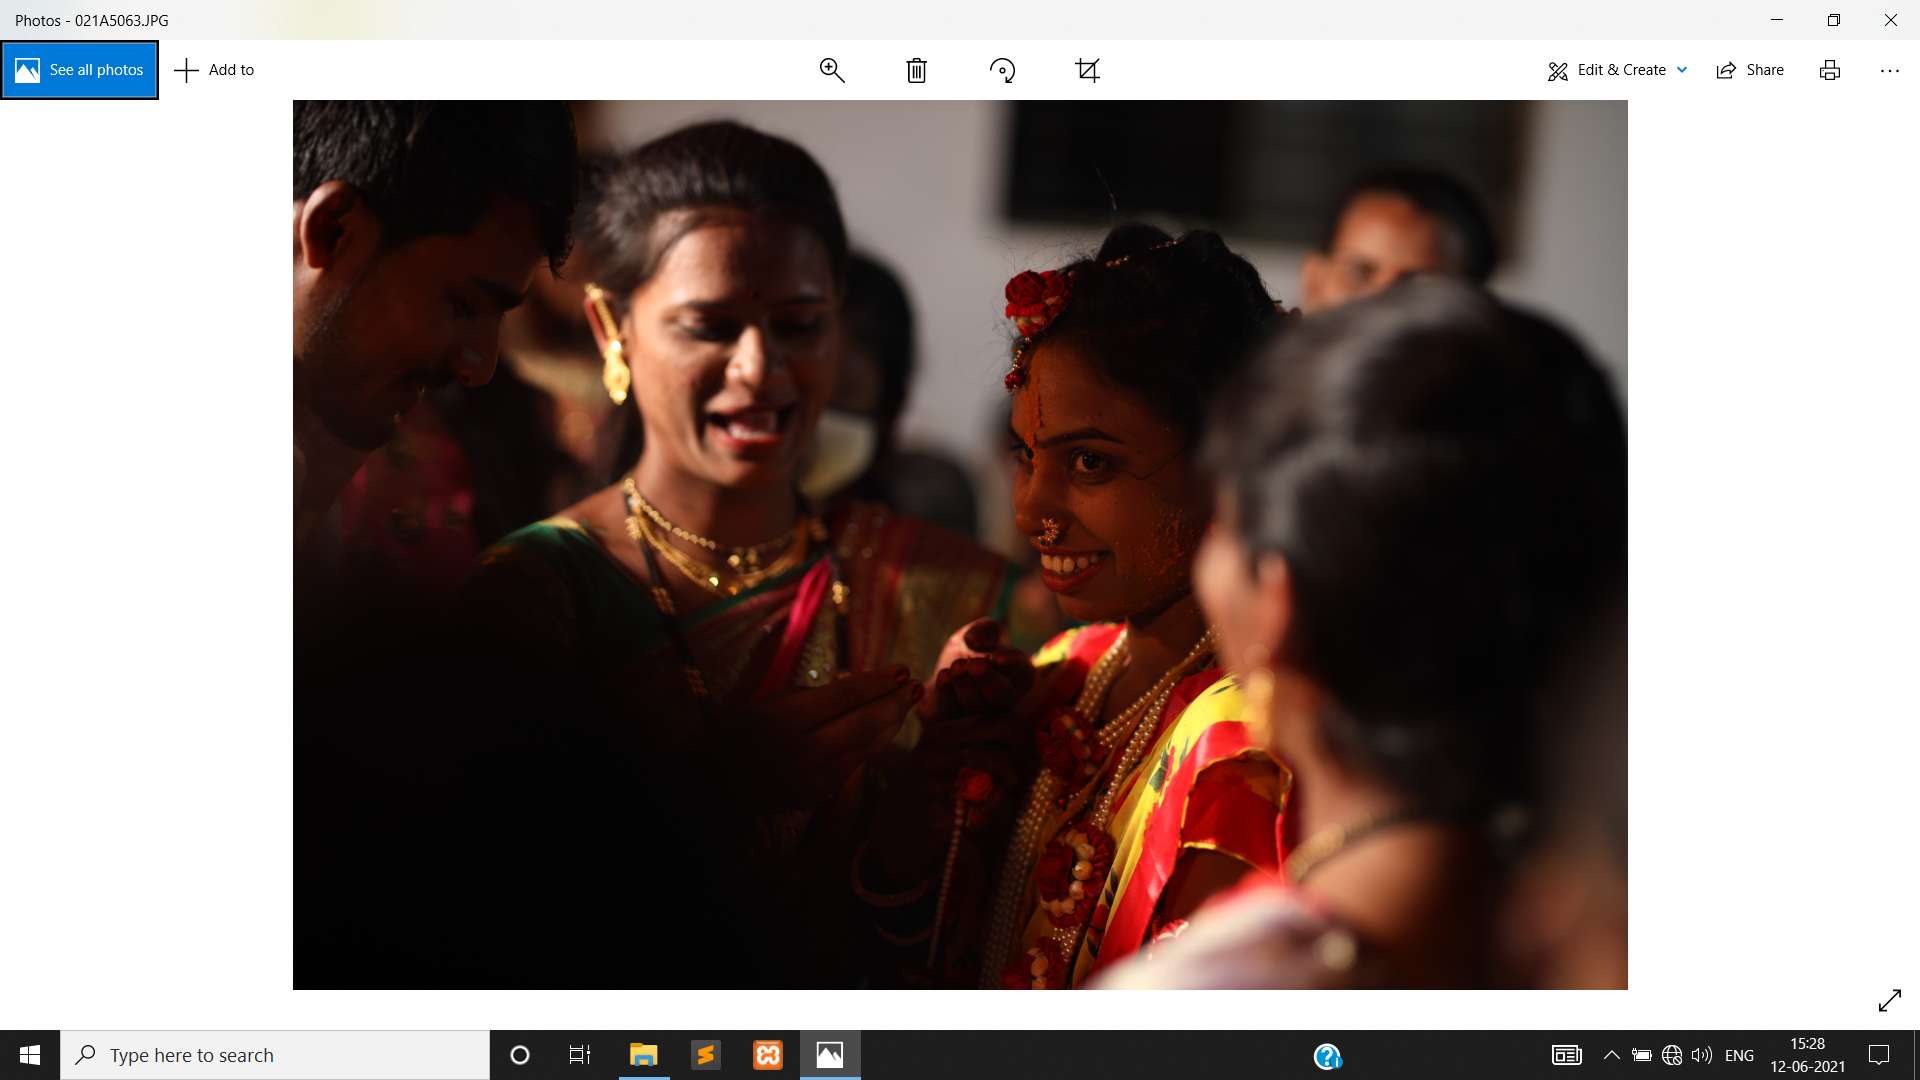 Photos - 021A5063.JPG
See all photos
Add to
Edit & Create
Share
Type here to search
ENG
15:28
12-06-2021